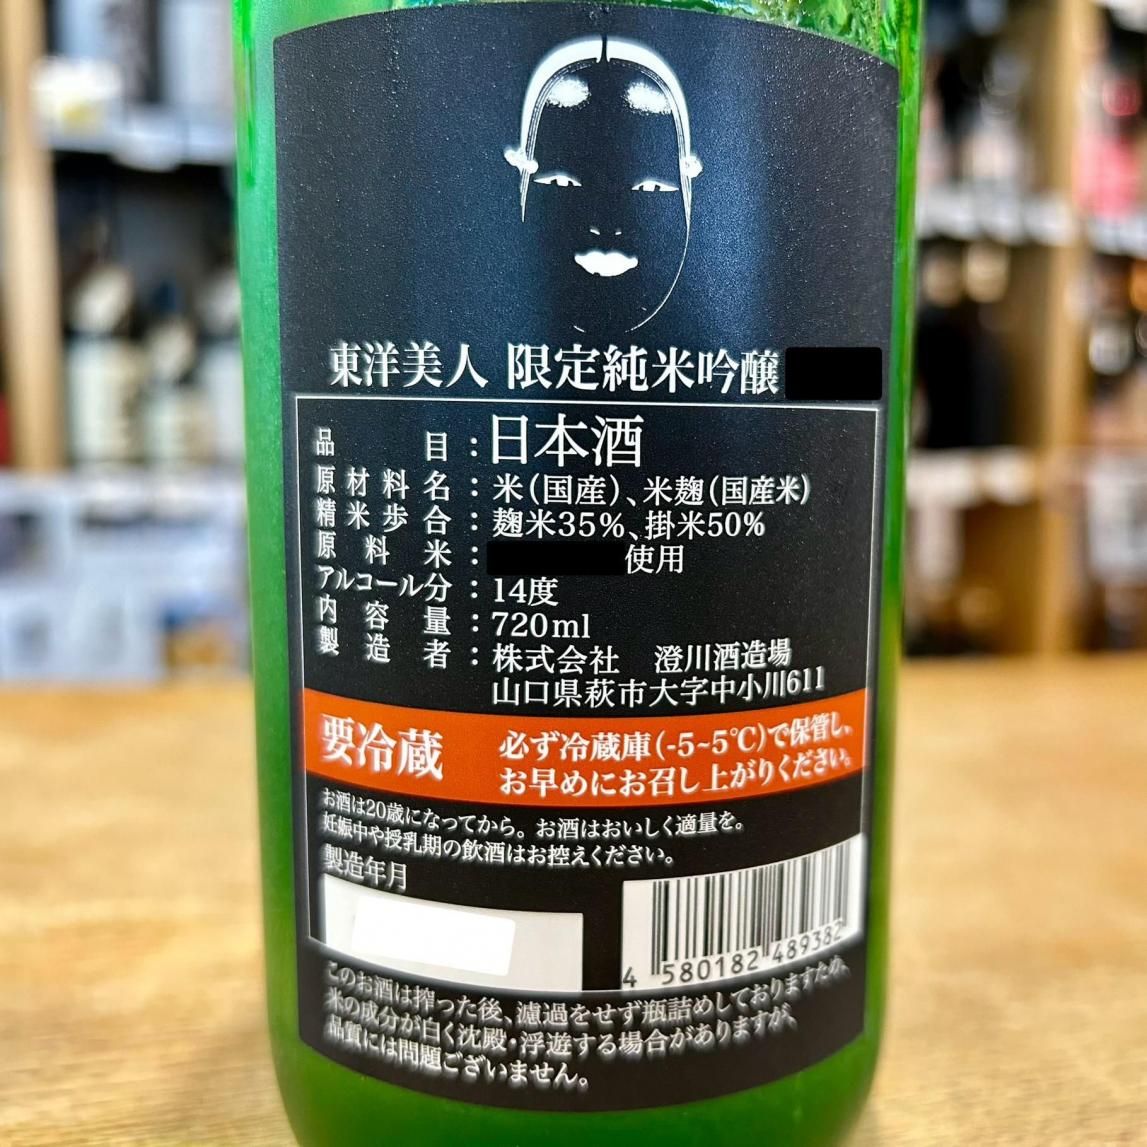 東洋美人 限定純米吟醸
品目：日本酒
原材料名：米（国産）、米麹（国産米）
精米歩合：麹米35%、掛米50%
原料米：使用
アルコール分：14度
内容量：720ml
製造者：株式会社 澄川酒造場
山口県萩市大字中小川611
要冷蔵
必ず冷蔵庫（-5~5℃）で保管し、
お早めにお召し上がりください。
お酒は20歳になってから。お酒はおいしく適量を。
妊娠中や授乳期の飲酒はお控えください。
製造年月
4 580182 489382
このお酒は搾った後、濾過をせず瓶詰めしておりますため、
米の成分が白く沈殿・浮遊する場合がありますが、
品質には問題ございません。